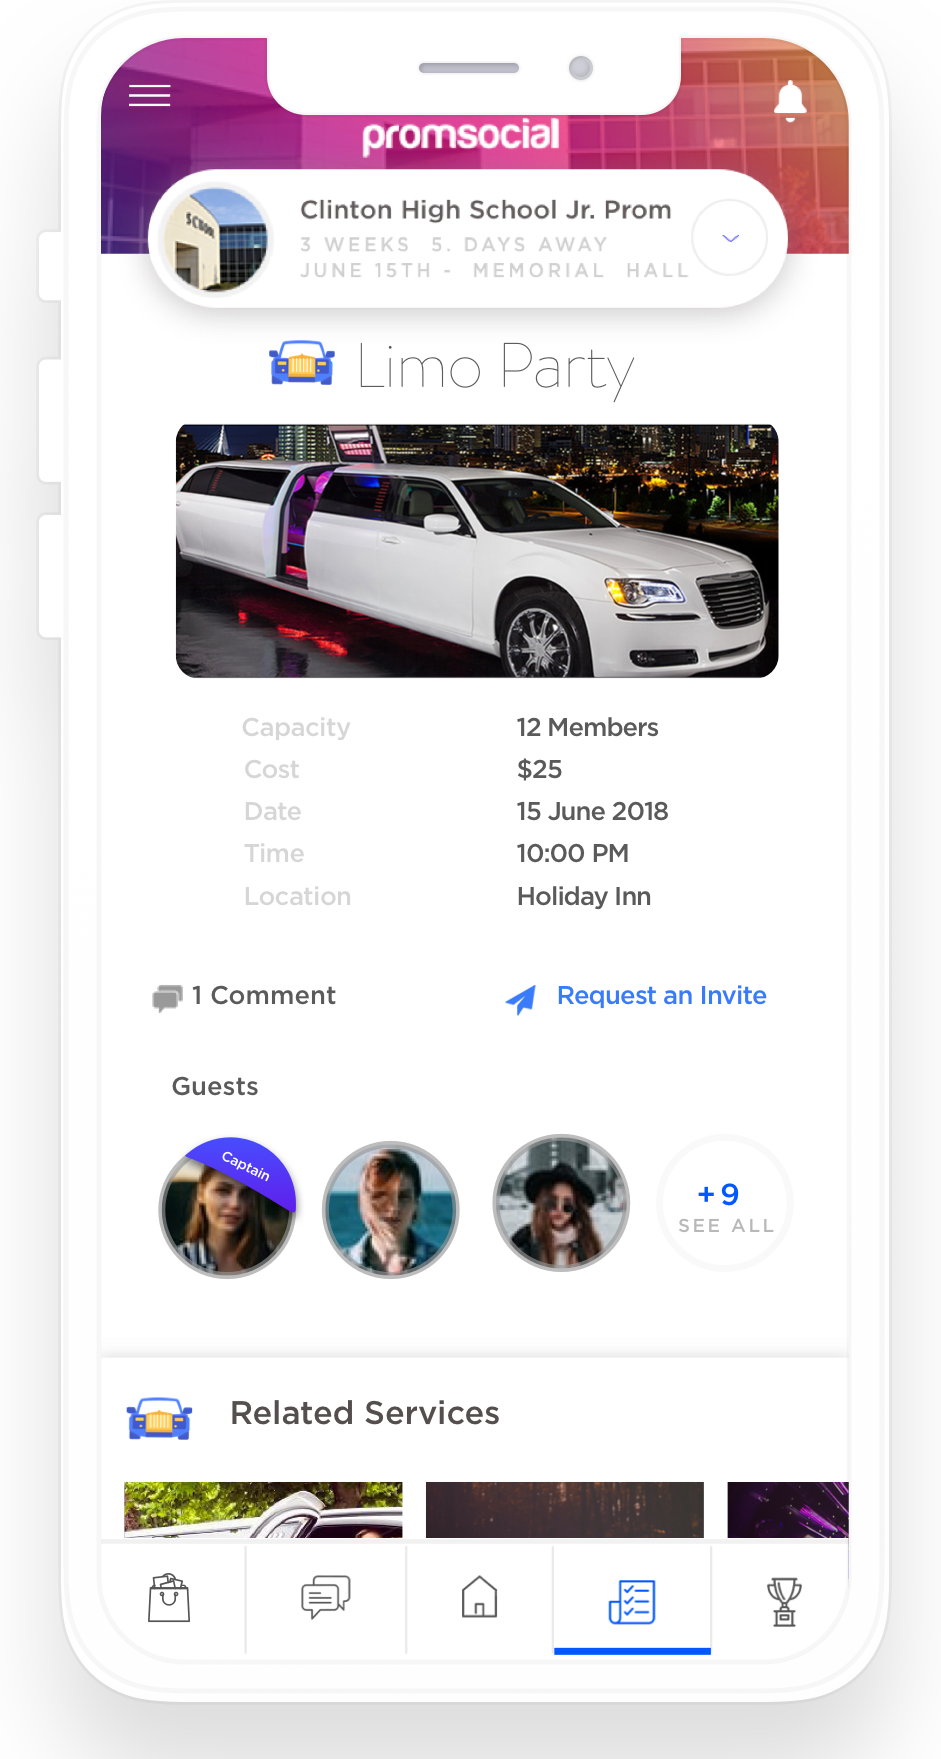 promsocial
SCHOOL
Clinton High School Jr. Prom
3 WEEKS 5. DAYS AWAY
JUNE 15TH - MEMORIAL HALL
Limo Party
Capacity 12 Members
Cost $25
Date 15 June 2018
Time 10:00 PM
Location Holiday Inn
1 Comment Request an Invite
Guests
Captain
+9
SEE ALL
Related Services